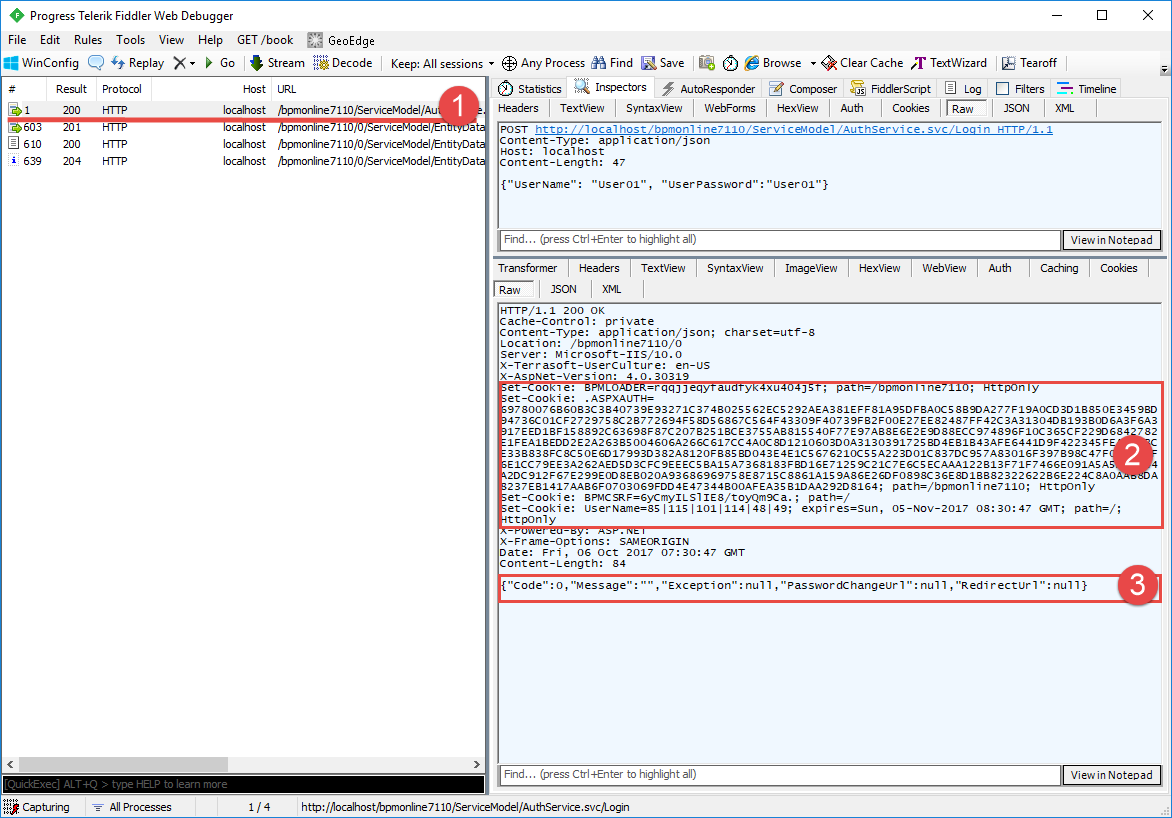 Progress Telerik Fiddler Web Debugger
File Edit Rules Tools View Help GET /book GeoEdge
WinConfig Replay Go Stream Decode Keep: All sessions Any Process Find Save Browse Clear Cache TextWizard Tearoff
# Result Protocol Host URL
1 200 HTTP localhost /bpmonline7110/ServiceModel/Au
603 201 HTTP localhost /bpmonline7110/0/ServiceModel/EntityData
610 200 HTTP localhost /bpmonline7110/0/ServiceModel/EntityData
639 204 HTTP localhost /bpmonline7110/0/ServiceModel/EntityData
1
[QuickExec] ALT+Q > type HELP to learn more
Statistics Inspectors AutoResponder Composer FiddlerScript Log Filters Timeline
Headers TextView SyntaxView WebForms HexView Auth Cookies Raw JSON XML
POST http://localhost/bpmonline7110/ServiceModel/AuthService.svc/Login HTTP/1.1
Content-Type: application/json
Host: localhost
Content-Length: 47
{"UserName": "User01", "UserPassword":"User01"}
Find... (press Ctrl+Enter to highlight all) View in Notepad
Transformer Headers TextView SyntaxView ImageView HexView WebView Auth Caching Cookies
Raw JSON XML
HTTP/1.1 200 OK
Cache-Control: private
Content-Type: application/json; charset=utf-8
Location: /bpmonline7110/0
Server: Microsoft-IIS/10.0
X-Terrasoft-UserCulture: en-US
X-AspNet-Version: 4.0.30319
Set-Cookie: BPMLOADER=rqqjjeqyfaudfyk4xu404j5f; path=/bpmonline7110; HttpOnly
Set-Cookie: .ASPXAUTH=
2
; path=/bpmonline7110; HttpOnly
Set-Cookie: BPMCSRF=6yCmyILSlIE8/toyQm9Ca.; path=/
Set-Cookie: UserName=85|115|101|114|48|49; expires=Sun, 05-Nov-2017 08:30:47 GMT; path=/;
HttpOnly
X-Powered-By: ASP.NET
X-Frame-Options: SAMEORIGIN
Date: Fri, 06 Oct 2017 07:30:47 GMT
Content-Length: 84
{"Code":0,"Message":"","Exception":null,"PasswordChangeUrl":null,"RedirectUrl":null}
3
Find... (press Ctrl+Enter to highlight all) View in Notepad
Capturing All Processes 1 / 4 http://localhost/bpmonline7110/ServiceModel/AuthService.svc/Login